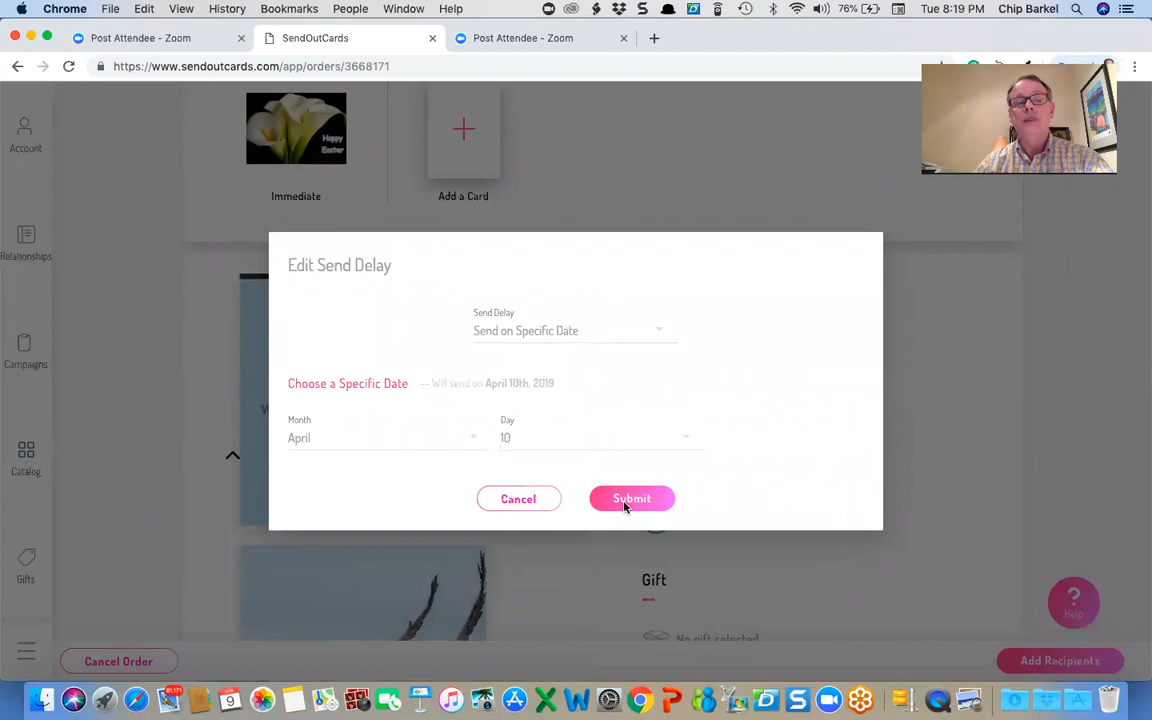 Chrome File Edit View History Bookmarks People Window Help 76% Tue 8:19 PM Chip Barkel
Post Attendee - Zoom SendOutCards Post Attendee - Zoom
https://www.sendoutcards.com/app/orders/3668171
Account
Happy
Easter
Immediate Add a Card
Relationships
Edit Send Delay
Send Delay
Send on Specific Date
Campaigns
Choose a Specific Date -- Will send on April 10th, 2019
Month Day
April 10
Catalog
Cancel Submit
Gifts
Gift
Help
No gift selected
Cancel Order Add Recipients